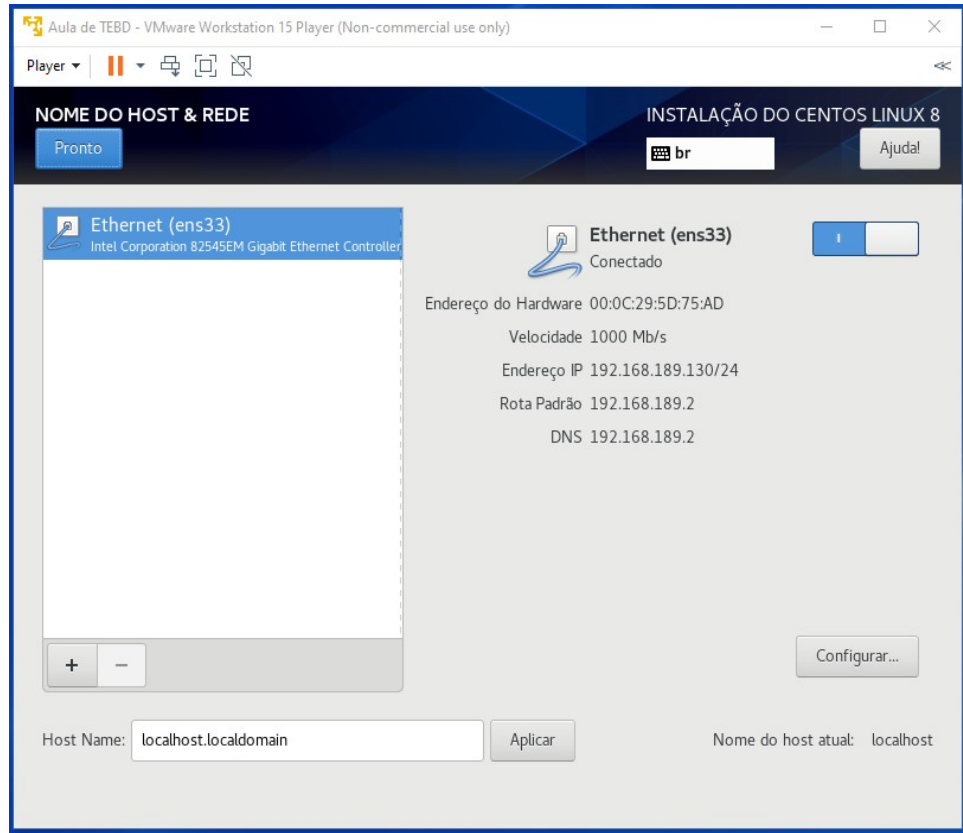 Aula de TEBD - VMware Workstation 15 Player (Non-commercial use only)
Player
NOME DO HOST & REDE
INSTALAÇÃO DO CENTOS LINUX 8
Pronto
br
Ajuda!
Ethernet (ens33)
Intel Corporation 82545EM Gigabit Ethernet Controller
Ethernet (ens33)
Conectado
Endereço do Hardware 00:0C:29:5D:75:AD
Velocidade 1000 Mb/s
Endereço IP 192.168.189.130/24
Rota Padrão 192.168.189.2
DNS 192.168.189.2
Configurar...
Host Name: localhost.localdomain
Aplicar
Nome do host atual: localhost